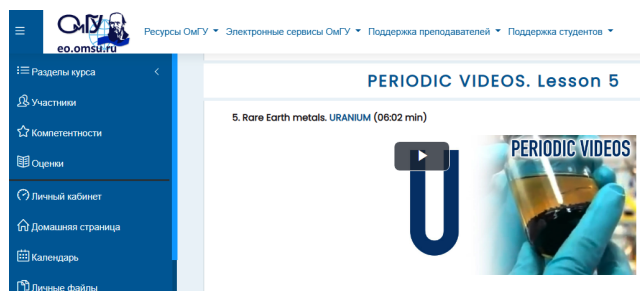 ОмГУ
eo.omsu.ru
Ресурсы ОмГУ Электронные сервисы ОмГУ Поддержка преподавателей Поддержка студентов
Разделы курса
Участники
Компетентности
Оценки
Личный кабинет
Домашняя страница
Календарь
Личные файлы
PERIODIC VIDEOS. Lesson 5
5. Rare Earth metals. URANIUM (06:02 min)
U
PERIODIC VIDEOS